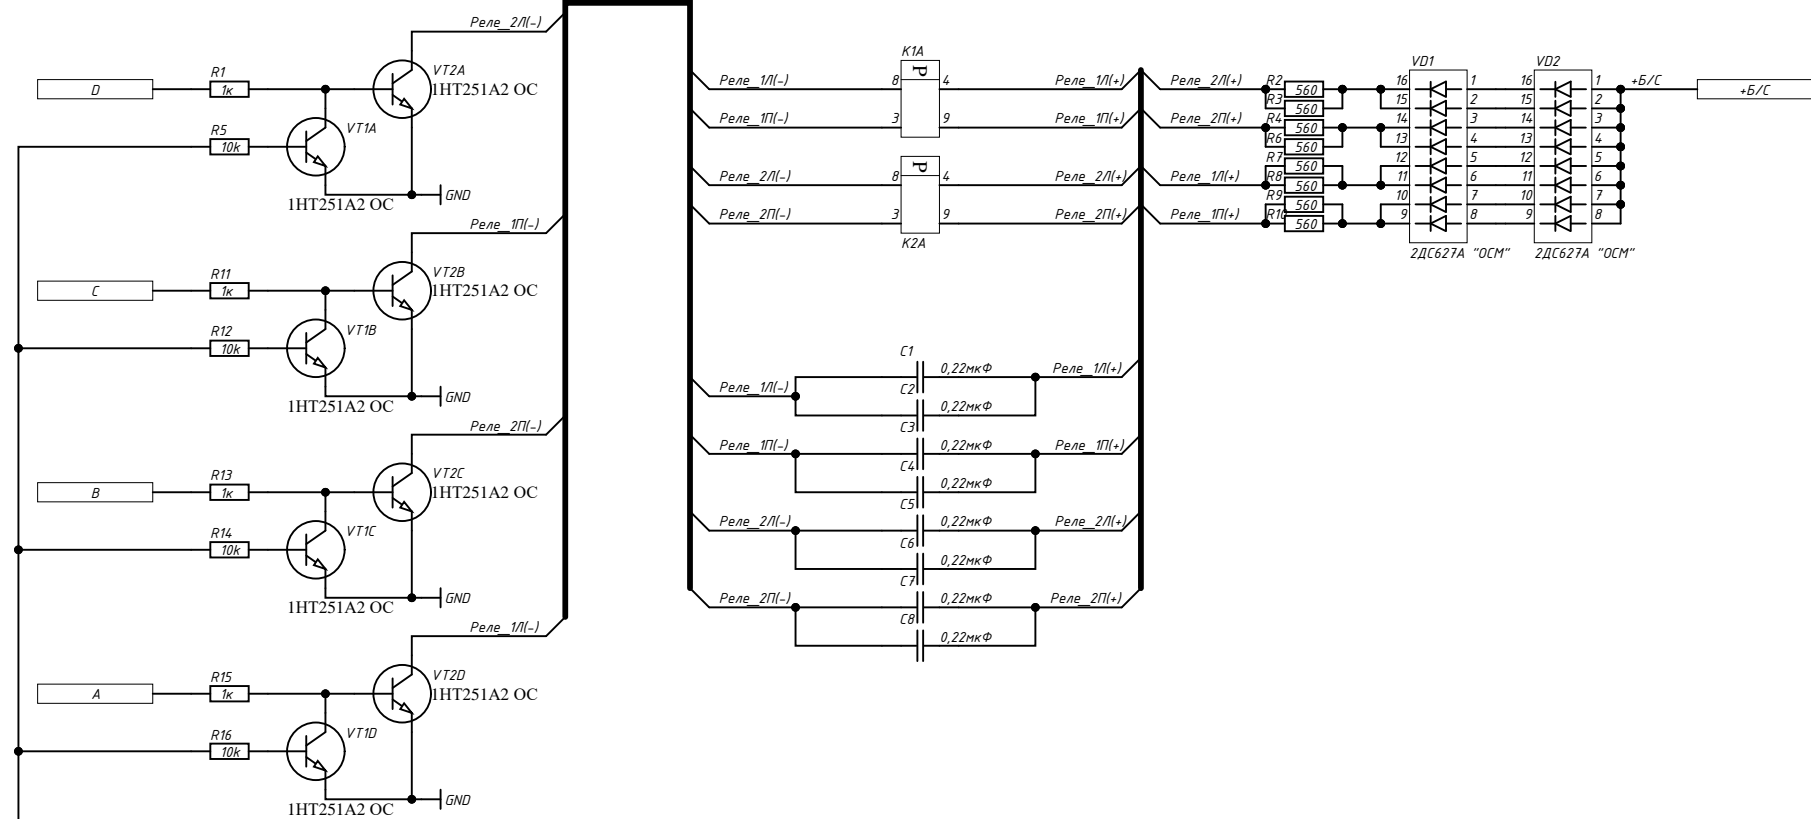 Реле_2Л(-)
D
R1
1к
VT2A
1НТ251А2 ОС
R5
10k
VT1A
1НТ251А2 ОС
GND
Реле_1П(-)
C
R11
1к
VT2B
1НТ251А2 ОС
R12
10k
VT1B
1НТ251А2 ОС
GND
Реле_2П(-)
B
R13
1к
VT2C
1НТ251А2 ОС
R14
10k
VT1C
1НТ251А2 ОС
GND
Реле_1Л(-)
A
R15
1к
VT2D
1НТ251А2 ОС
R16
10k
VT1D
1НТ251А2 ОС
GND
K1A
Р
Реле_1Л(-) 8 4 Реле_1Л(+)
Реле_1П(-) 3 9 Реле_1П(+)
Р
Реле_2Л(-) 8 4 Реле_2Л(+)
Реле_2П(-) 3 9 Реле_2П(+)
K2A
C1
0,22мкФ
Реле_1Л(-)
Реле_1Л(+)
C2
0,22мкФ
C3
0,22мкФ
Реле_1П(-)
Реле_1П(+)
C4
0,22мкФ
C5
0,22мкФ
Реле_2Л(-)
Реле_2Л(+)
C6
0,22мкФ
C7
0,22мкФ
Реле_2П(-)
Реле_2П(+)
C8
0,22мкФ
VD1
VD2
Реле_2Л(+) R2 560 16 1 16 1 +Б/С +Б/С
R3 560 15 2 15 2
Реле_2П(+) R4 560 14 3 14 3
R6 560 13 4 13 4
R7 560 12 5 12 5
Реле_1Л(+) R8 560 11 6 11 6
R9 560 10 7 10 7
Реле_1П(+) R10 560 9 8 9 8
2ДС627А "ОСМ"
2ДС627А "ОСМ"